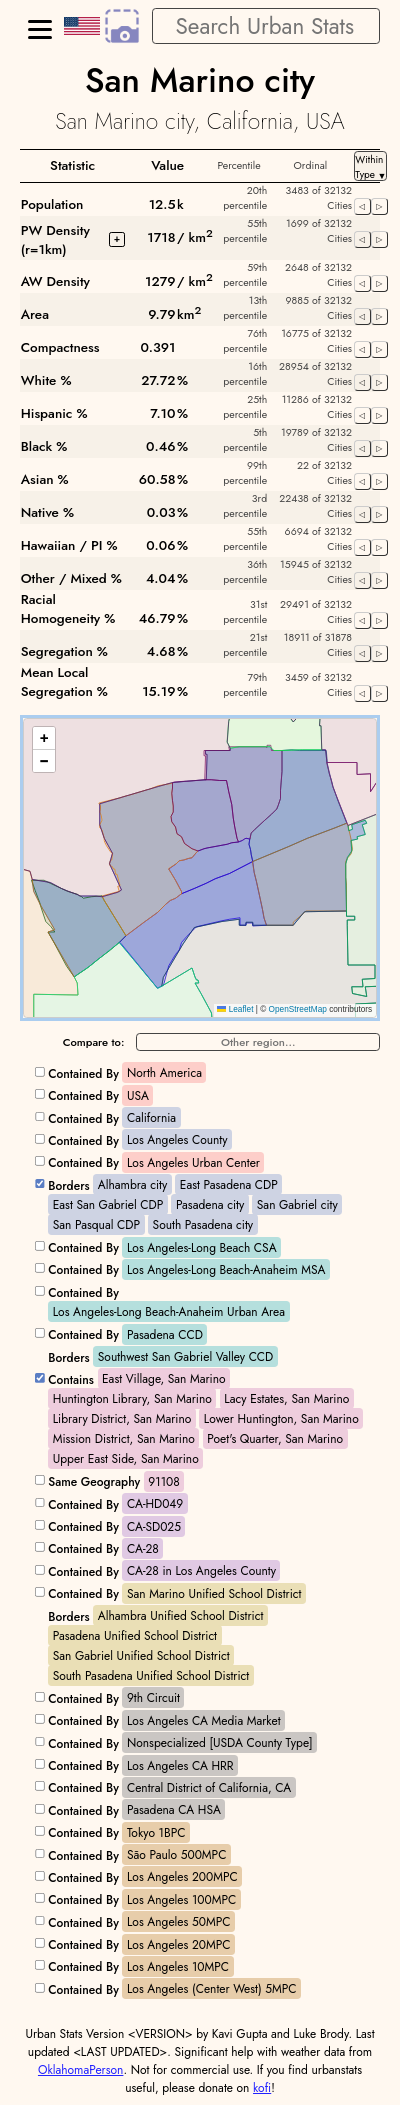 Search Urban Stats
San Marino city
San Marino city, California, USA
Statistic Value Percentile Ordinal Within Type ▼
Population 12.5k 20th percentile 3483 of 32132 Cities ◁ ▷
PW Density (r=1km) + 1718 / km² 55th percentile 1699 of 32132 Cities ◁ ▷
AW Density 1279 / km² 59th percentile 2648 of 32132 Cities ◁ ▷
Area 9.79 km² 13th percentile 9885 of 32132 Cities ◁ ▷
Compactness 0.391 76th percentile 16775 of 32132 Cities ◁ ▷
White % 27.72% 16th percentile 28954 of 32132 Cities ◁ ▷
Hispanic % 7.10% 25th percentile 11286 of 32132 Cities ◁ ▷
Black % 0.46% 5th percentile 19789 of 32132 Cities ◁ ▷
Asian % 60.58% 99th percentile 22 of 32132 Cities ◁ ▷
Native % 0.03% 3rd percentile 22438 of 32132 Cities ◁ ▷
Hawaiian / PI % 0.06% 55th percentile 6694 of 32132 Cities ◁ ▷
Other / Mixed % 4.04% 36th percentile 15945 of 32132 Cities ◁ ▷
Racial Homogeneity % 46.79% 31st percentile 29491 of 32132 Cities ◁ ▷
Segregation % 4.68% 21st percentile 18911 of 31878 Cities ◁ ▷
Mean Local Segregation % 15.19% 79th percentile 3459 of 32132 Cities ◁ ▷
+
−
Leaflet | © OpenStreetMap contributors
Compare to: Other region...
Contained By North America
Contained By USA
Contained By California
Contained By Los Angeles County
Contained By Los Angeles Urban Center
Borders Alhambra city East Pasadena CDP
East San Gabriel CDP Pasadena city San Gabriel city
San Pasqual CDP South Pasadena city
Contained By Los Angeles-Long Beach CSA
Contained By Los Angeles-Long Beach-Anaheim MSA
Contained By
Los Angeles-Long Beach-Anaheim Urban Area
Contained By Pasadena CCD
Borders Southwest San Gabriel Valley CCD
Contains East Village, San Marino
Huntington Library, San Marino Lacy Estates, San Marino
Library District, San Marino Lower Huntington, San Marino
Mission District, San Marino Poet's Quarter, San Marino
Upper East Side, San Marino
Same Geography 91108
Contained By CA-HD049
Contained By CA-SD025
Contained By CA-28
Contained By CA-28 in Los Angeles County
Contained By San Marino Unified School District
Borders Alhambra Unified School District
Pasadena Unified School District
San Gabriel Unified School District
South Pasadena Unified School District
Contained By 9th Circuit
Contained By Los Angeles CA Media Market
Contained By Nonspecialized [USDA County Type]
Contained By Los Angeles CA HRR
Contained By Central District of California, CA
Contained By Pasadena CA HSA
Contained By Tokyo 1BPC
Contained By São Paulo 500MPC
Contained By Los Angeles 200MPC
Contained By Los Angeles 100MPC
Contained By Los Angeles 50MPC
Contained By Los Angeles 20MPC
Contained By Los Angeles 10MPC
Contained By Los Angeles (Center West) 5MPC
Urban Stats Version <VERSION> by Kavi Gupta and Luke Brody. Last
updated <LAST UPDATED>. Significant help with weather data from
OklahomaPerson. Not for commercial use. If you find urbanstats
useful, please donate on kofi!